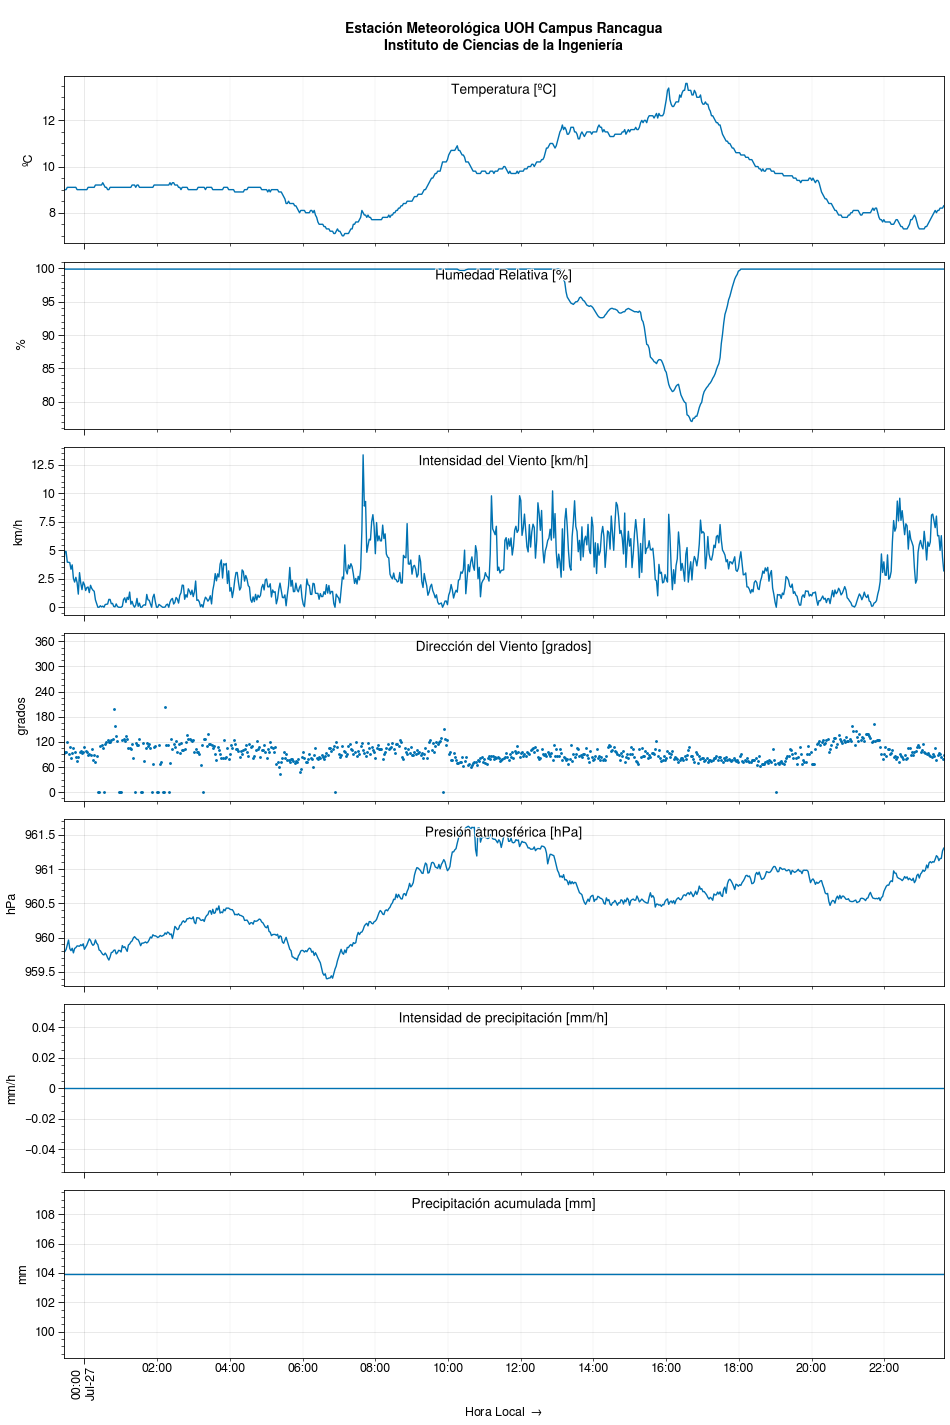 Estación Meteorológica UOH Campus Rancagua
Instituto de Ciencias de la Ingeniería
Temperatura [ºC]
12
10
8
ºC
Humedad Relativa [%]
100
95
90
85
80
%
Intensidad del Viento [km/h]
12.5
10
7.5
5
2.5
0
km/h
Dirección del Viento [grados]
360
300
240
180
120
60
0
grados
Presión atmosférica [hPa]
961.5
961
960.5
960
959.5
hPa
Intensidad de precipitación [mm/h]
0.04
0.02
0
−0.02
−0.04
mm/h
Precipitación acumulada [mm]
108
106
104
102
100
mm
00:00
Jul-27
02:00 04:00 06:00 08:00 10:00 12:00 14:00 16:00 18:00 20:00 22:00
Hora Local →